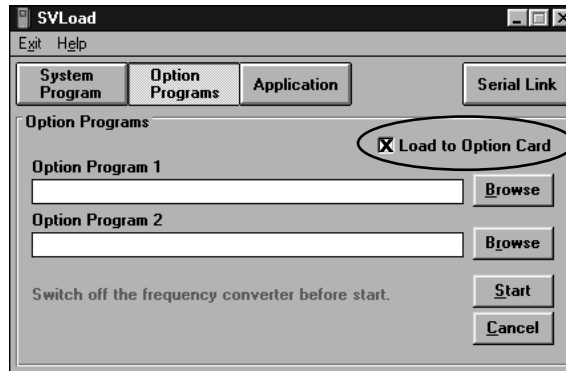 SVLoad
Exit Help
System Program
Option Programs
Application
Serial Link
Option Programs
Load to Option Card
Option Program 1
Browse
Option Program 2
Browse
Switch off the frequency converter before start.
Start
Cancel